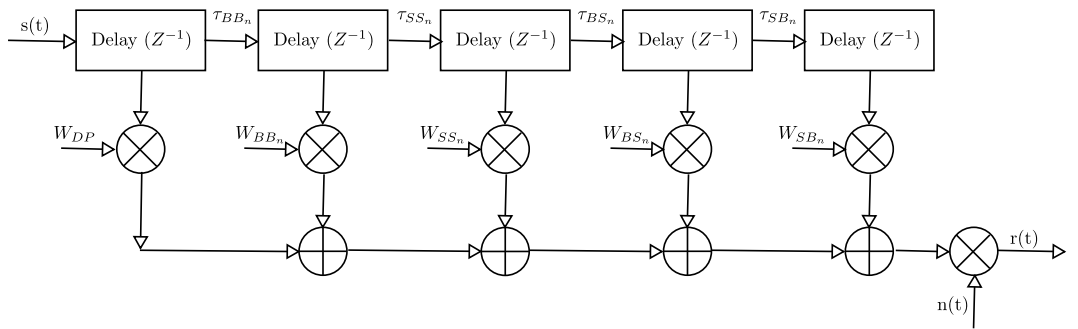 s(t) τ_{BB_n} τ_{SS_n} τ_{BS_n} τ_{SB_n}
Delay (Z^{-1}) Delay (Z^{-1}) Delay (Z^{-1}) Delay (Z^{-1}) Delay (Z^{-1})
W_{DP} W_{BB_n} W_{SS_n} W_{BS_n} W_{SB_n}
r(t)
n(t)